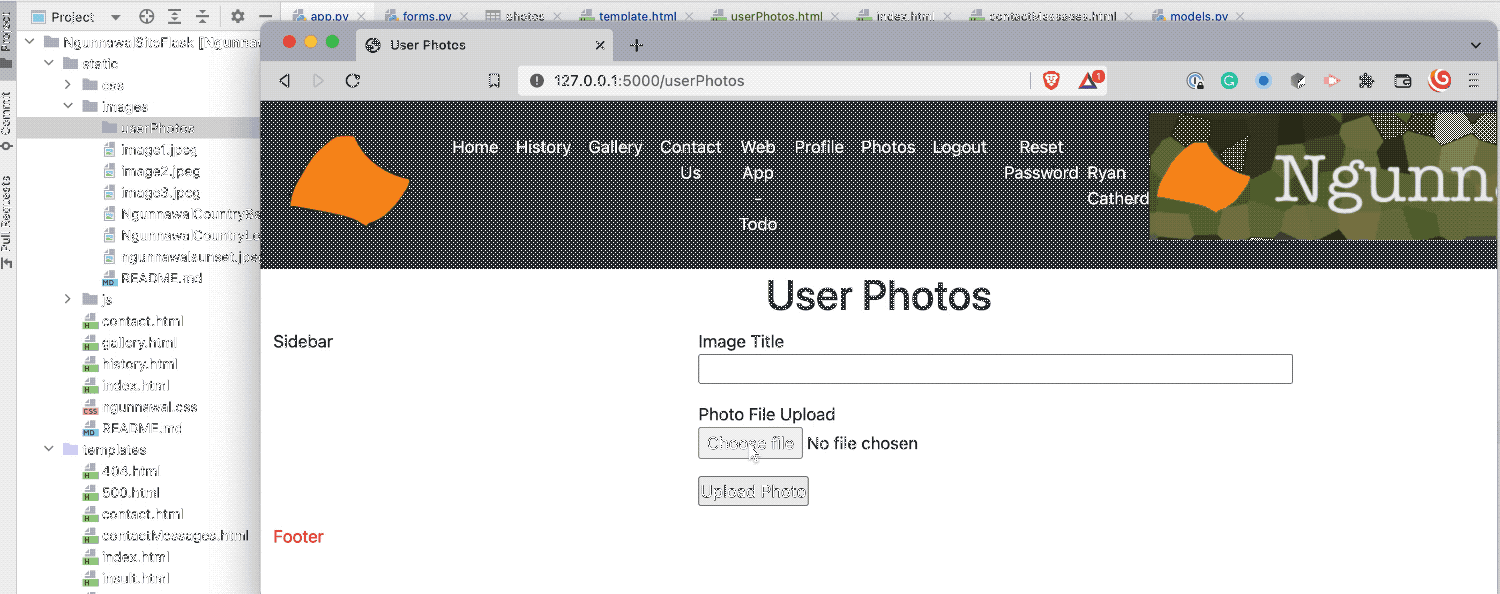 Project
app.py
forms.py
photos
template.html
userPhotos.html
index.html
contactMessages.html
models.py
Project
Commit
Pull Requests
NgunnawalSiteFlask [Ngunnawa
static
css
images
userPhotos
image1.jpeg
image2.jpeg
image3.jpeg
NgunnawalCountry
NgunnawalCountry
ngunnawalsunset.jpe
README.md
js
contact.html
gallery.html
history.html
index.html
ngunnawal.css
README.md
templates
404.html
500.html
contact.html
contactMessages.html
index.html
insult.html
User Photos
127.0.0.1:5000/userPhotos
1
Home
History
Gallery
Contact
Us
Web
App
-
Todo
Profile
Photos
Logout
Reset
Password
Ryan
Catherd
Ngunn
User Photos
Sidebar
Image Title
Photo File Upload
Choose file No file chosen
Upload Photo
Footer